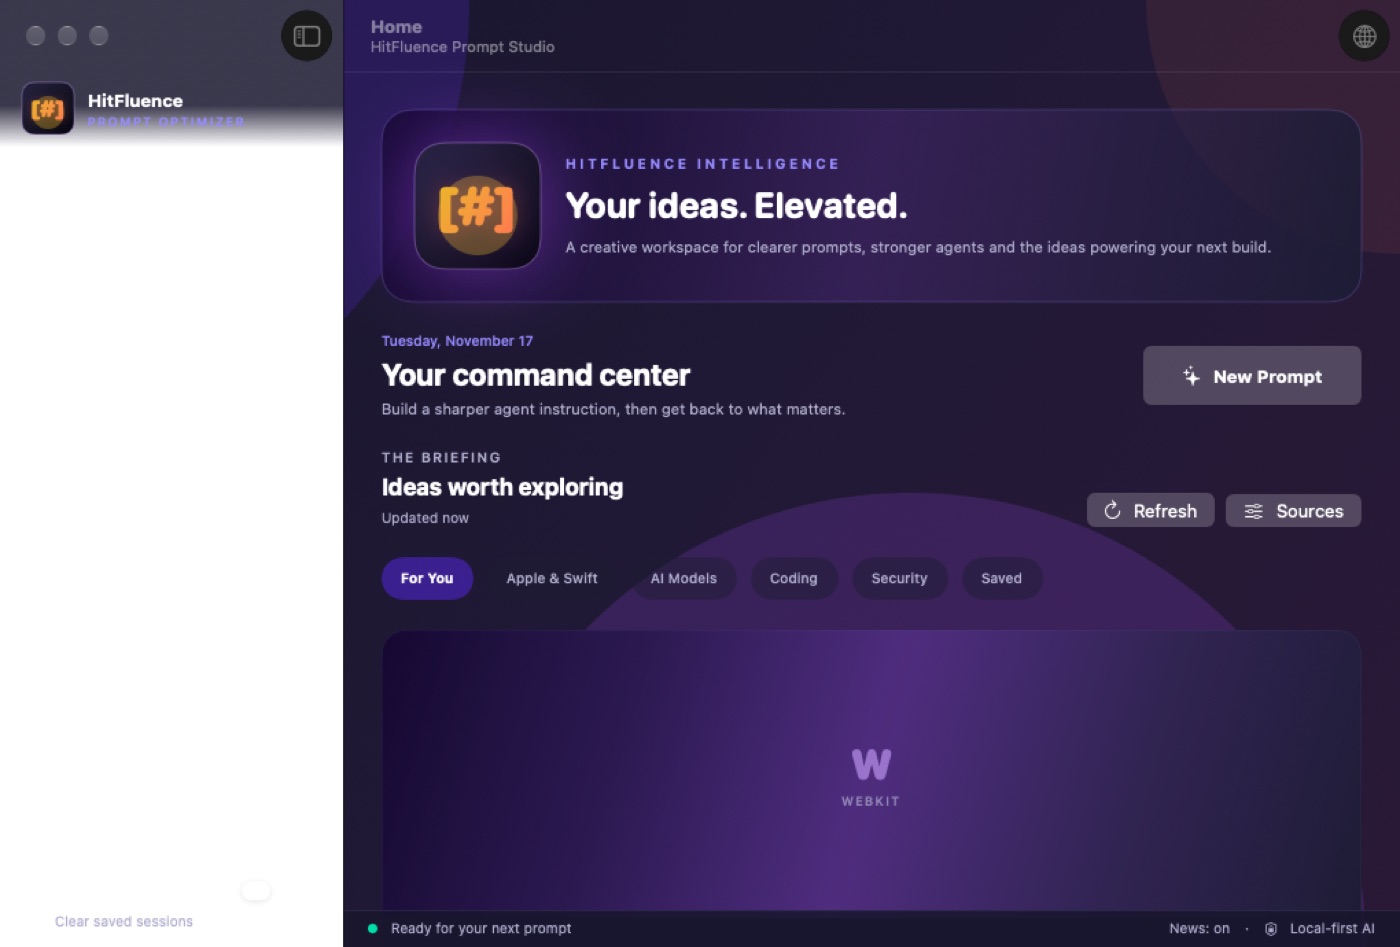 HitFluence
PROMPT OPTIMIZER
Clear saved sessions
Home
HitFluence Prompt Studio
[#]
HITFLUENCE INTELLIGENCE
Your ideas. Elevated.
A creative workspace for clearer prompts, stronger agents and the ideas powering your next build.
Tuesday, November 17
Your command center
Build a sharper agent instruction, then get back to what matters.
New Prompt
THE BRIEFING
Ideas worth exploring
Updated now
Refresh
Sources
For You
Apple & Swift
AI Models
Coding
Security
Saved
W
WEBKIT
Ready for your next prompt
News: on · Local-first AI